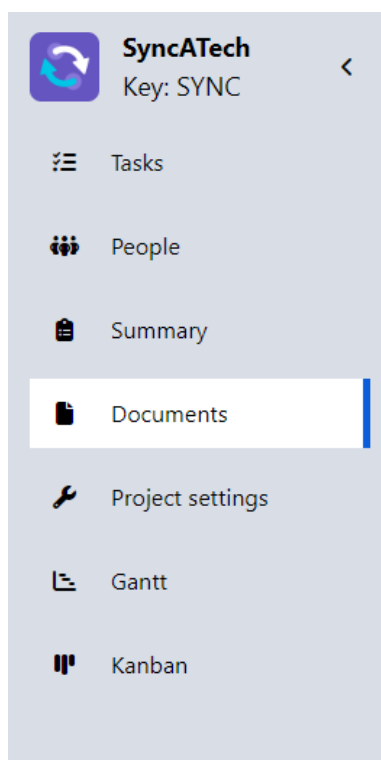 SyncATech
Key: SYNC
Tasks
People
Summary
Documents
Project settings
Gantt
Kanban